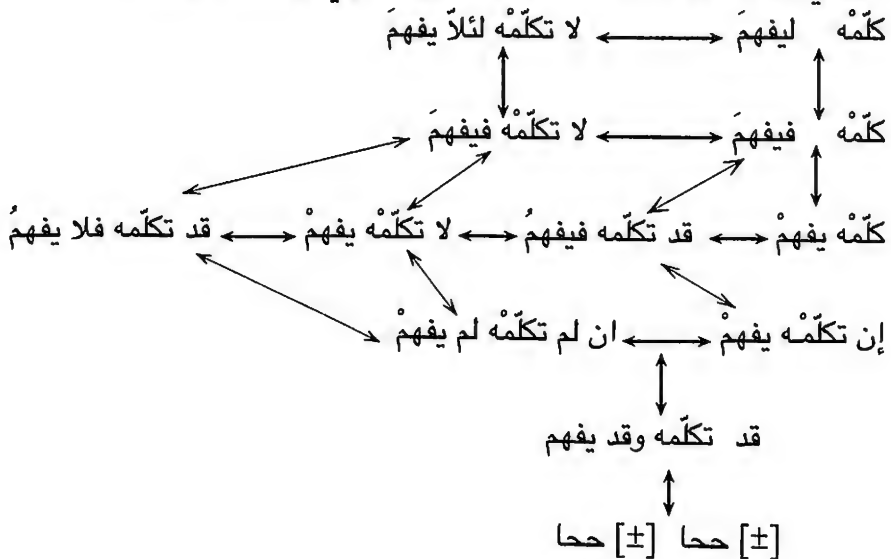 كلّمْه ليفهمَ لا تكلّمْه لئلاّ يفهمَ
كلّمْه فيفهمَ لا تكلّمْه فيفهمَ
كلّمْه يفهمْ قد تكلّمه فيفهمُ لا تكلّمْه يفهمْ قد تكلّمه فلا يفهمُ
إن تكلّمْه يفهمْ ان لم تكلّمْه لم يفهمْ
قد تكلّمه وقد يفهم
[±] ححا [±] ححا